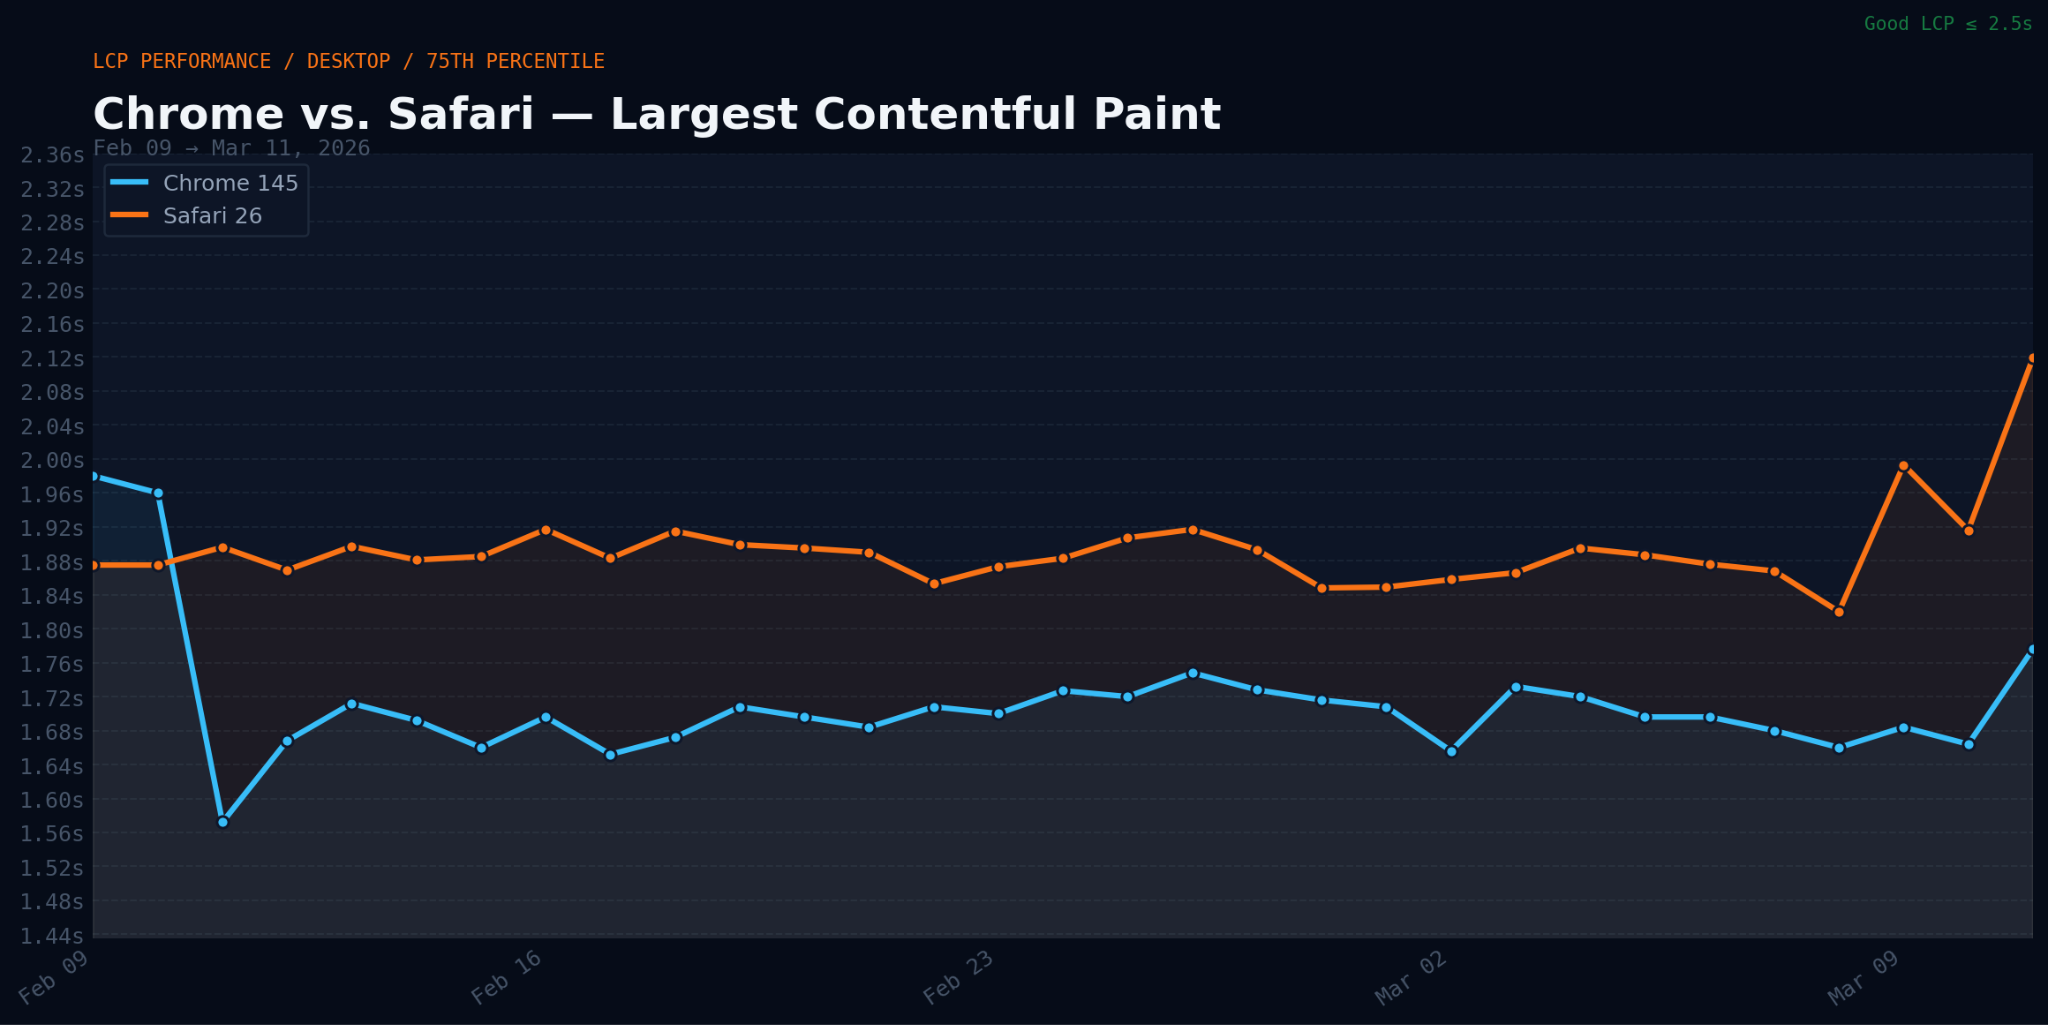 Good LCP ≤ 2.5s
LCP PERFORMANCE / DESKTOP / 75TH PERCENTILE
Chrome vs. Safari — Largest Contentful Paint
Feb 09 → Mar 11, 2026
Chrome 145
Safari 26
2.36s
2.32s
2.28s
2.24s
2.20s
2.16s
2.12s
2.08s
2.04s
2.00s
1.96s
1.92s
1.88s
1.84s
1.80s
1.76s
1.72s
1.68s
1.64s
1.60s
1.56s
1.52s
1.48s
1.44s
Feb 09
Feb 16
Feb 23
Mar 02
Mar 09